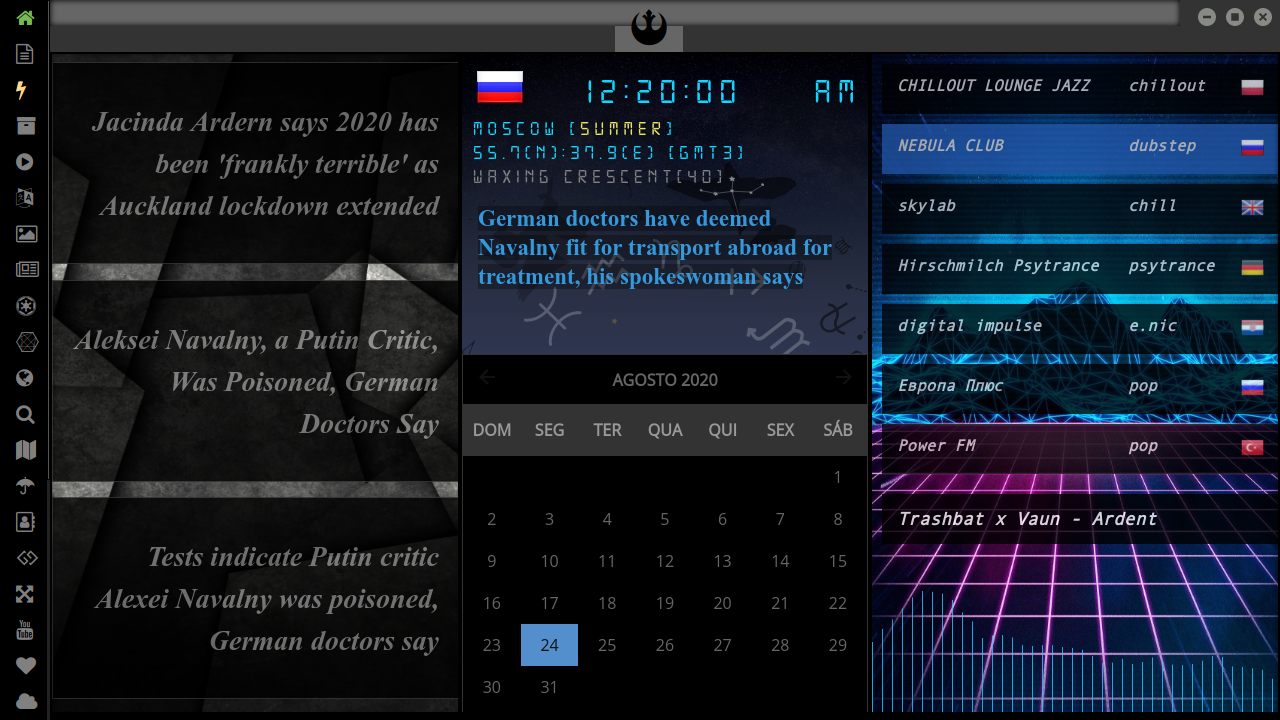 Jacinda Ardern says 2020 has
been 'frankly terrible' as
Auckland lockdown extended
Aleksei Navalny, a Putin Critic,
Was Poisoned, German
Doctors Say
Tests indicate Putin critic
Alexei Navalny was poisoned,
German doctors say
12:20:00 AM
MOSCOW (SUMMER)
55.7(N):37.9(E) (GMT3)
WAXING CRESCENT(40)
German doctors have deemed
Navalny fit for transport abroad for
treatment, his spokeswoman says
AGOSTO 2020
DOM SEG TER QUA QUI SEX SÁB
1
2 3 4 5 6 7 8
9 10 11 12 13 14 15
16 17 18 19 20 21 22
23 24 25 26 27 28 29
30 31
CHILLOUT LOUNGE JAZZ chillout
NEBULA CLUB dubstep
skylab chill
Hirschmilch Psytrance psytrance
digital impulse e.nic
Европа Плюс pop
Power FM pop
Trashbat x Vaun - Ardent
You
Tube